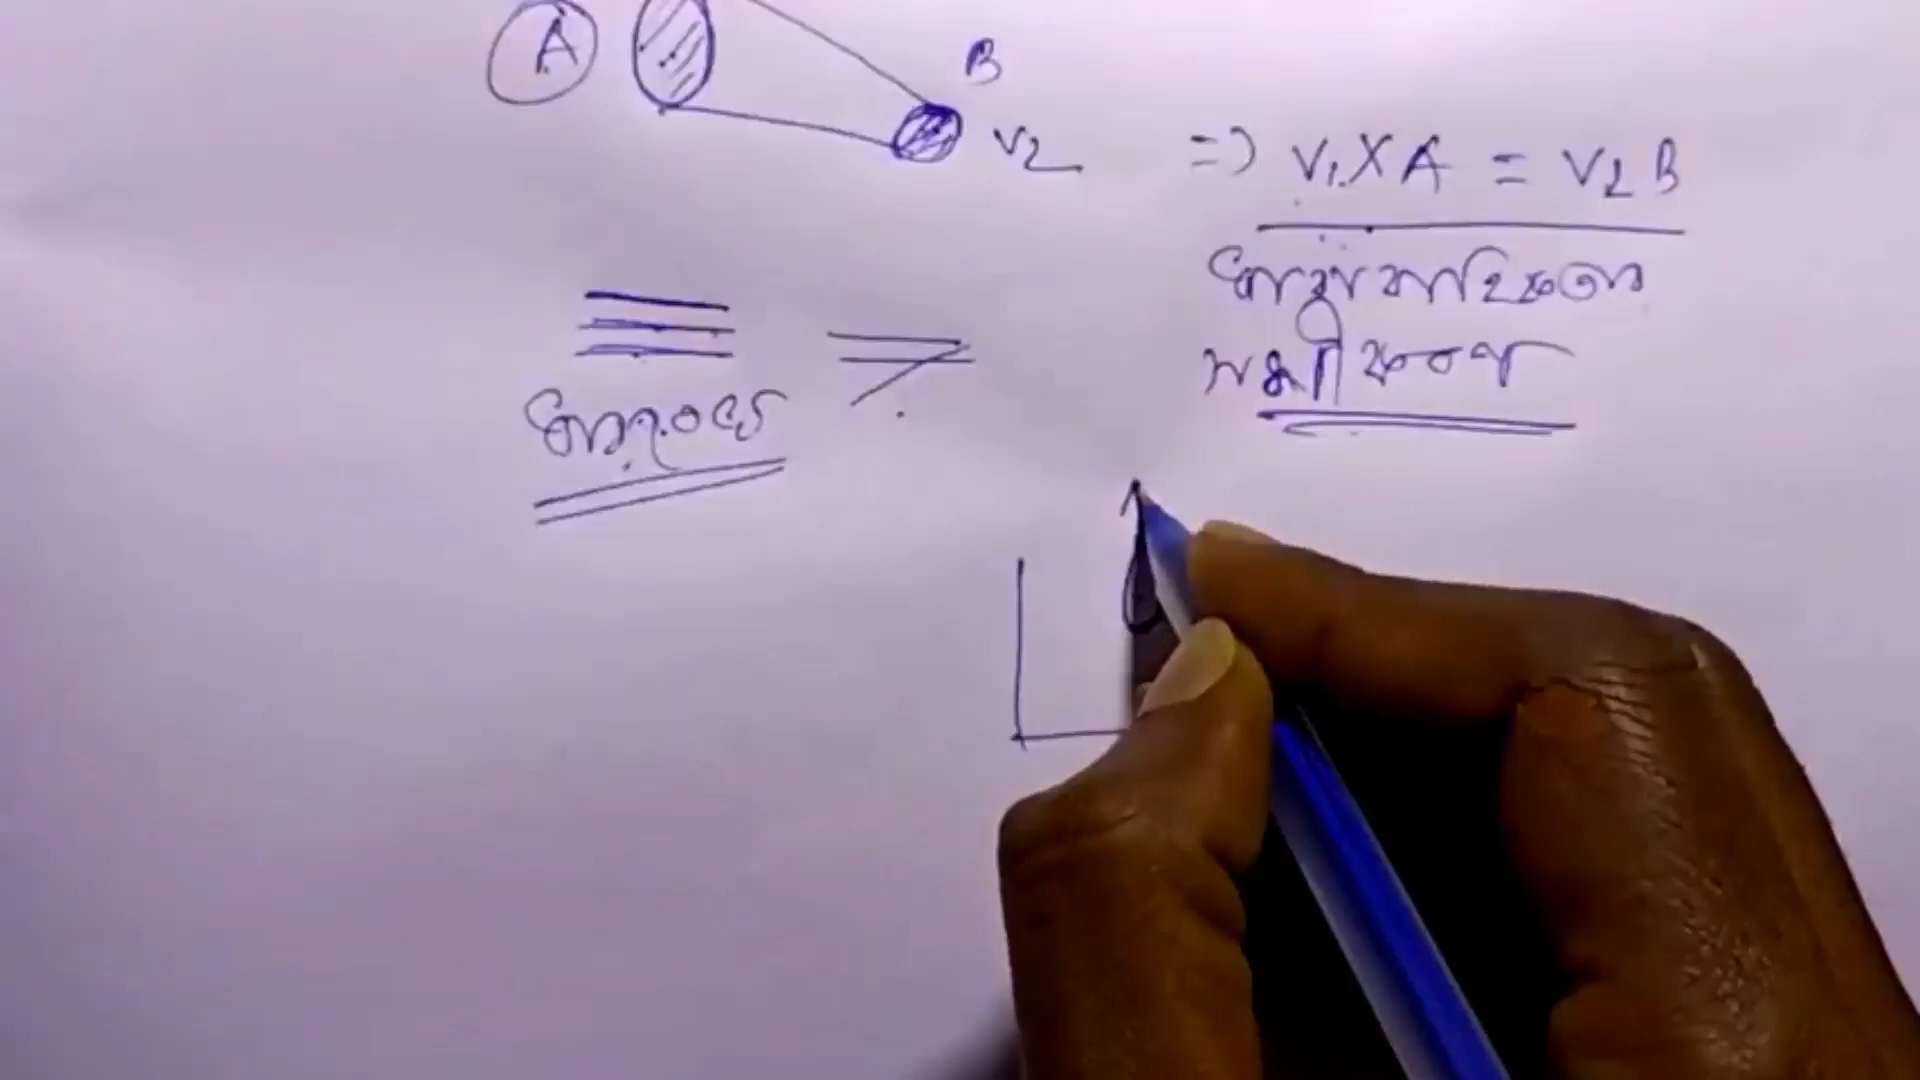 A
B
V2
=> V1 X A = V2 B
ধারাবাহিকতার
সমীকরণ
ধারারেখ